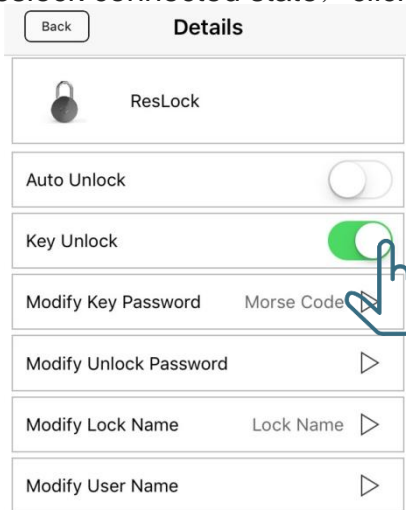 Back
Details
ResLock
Auto Unlock
Key Unlock
Modify Key Password Morse Code
Modify Unlock Password
Modify Lock Name Lock Name
Modify User Name